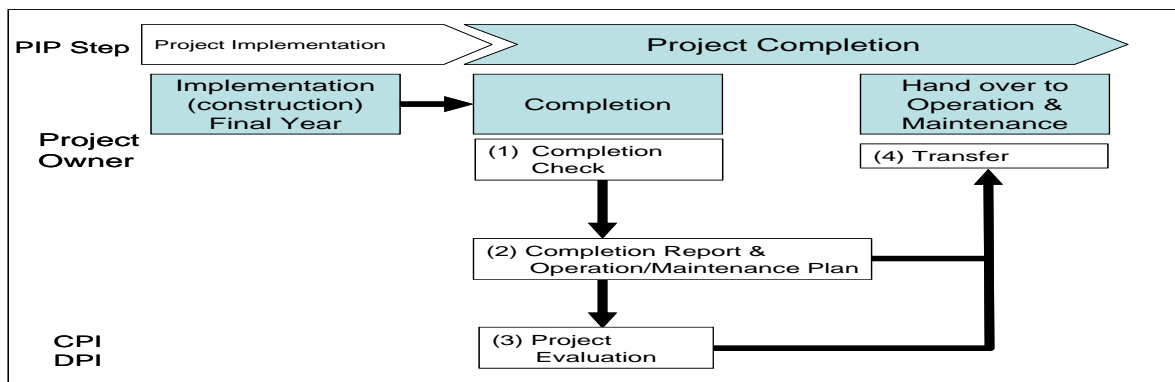 PIP Step
Project Implementation
Project Completion
Implementation
(construction)
Final Year
Completion
Hand over to
Operation &
Maintenance
Project
Owner
(1) Completion
Check
(4) Transfer
(2) Completion Report &
Operation/Maintenance Plan
CPI
DPI
(3) Project
Evaluation